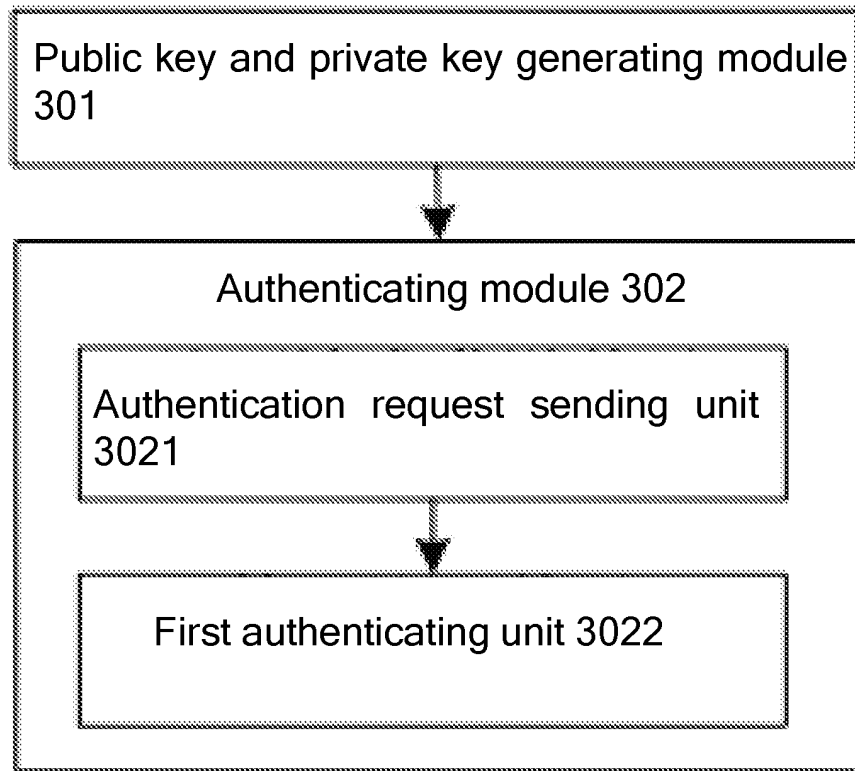 Public key and private key generating module
301
Authenticating module 302
Authentication request sending unit
3021
First authenticating unit 3022